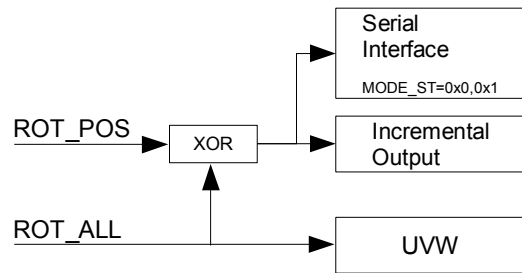 Serial
Interface
MODE_ST=0x0,0x1
ROT_POS
XOR
Incremental
Output
ROT_ALL
UVW